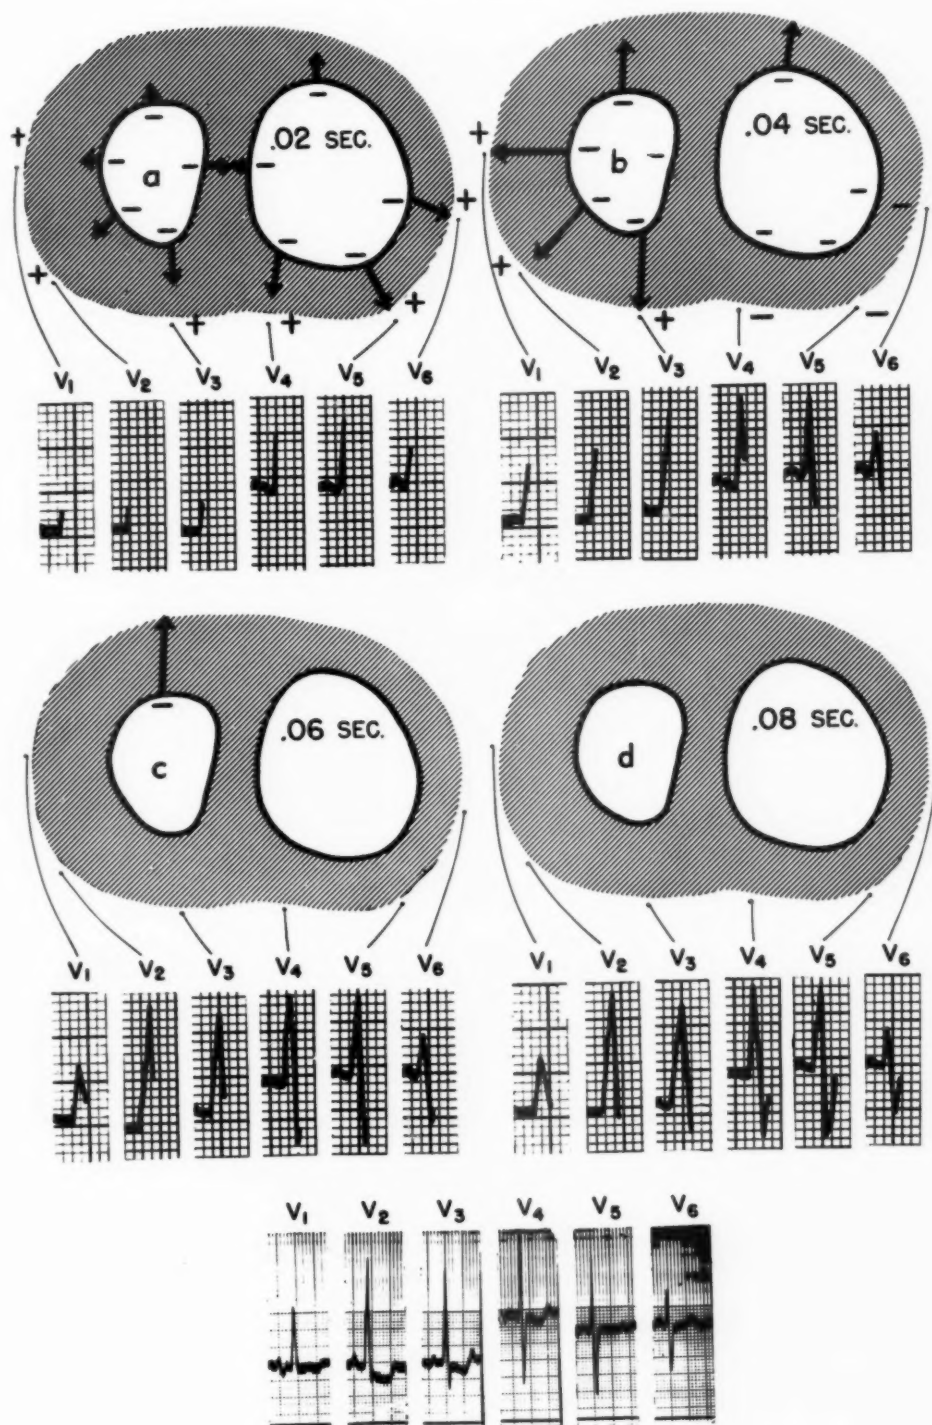 .02 SEC.
a
+ − − − − − − − − − +
+ + + +
V1 V2 V3 V4 V5 V6
.04 SEC.
b
+ − − − − − − − − −
+ + − −
V1 V2 V3 V4 V5 V6
.06 SEC.
c
−
V1 V2 V3 V4 V5 V6
.08 SEC.
d
V1 V2 V3 V4 V5 V6
V1 V2 V3 V4 V5 V6